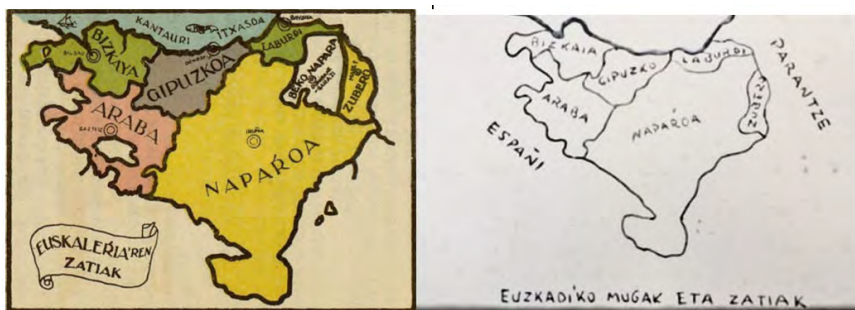 KANTAURI ITXASOA
BIZKAYA
GIPUZKOA
LABURDI
BEKO NAPARA
ZUBERO
ARABA
IRUÑA
NAPAŔOA
EUSKALEŔIA'REN
ZATIAK
BIZKAIA
GIPUZKO
LABURDI
PARANTZE
ARABA
NAPAŔOA
ESPAÑI
EUZKADIKO MUGAK ETA ZATIAK